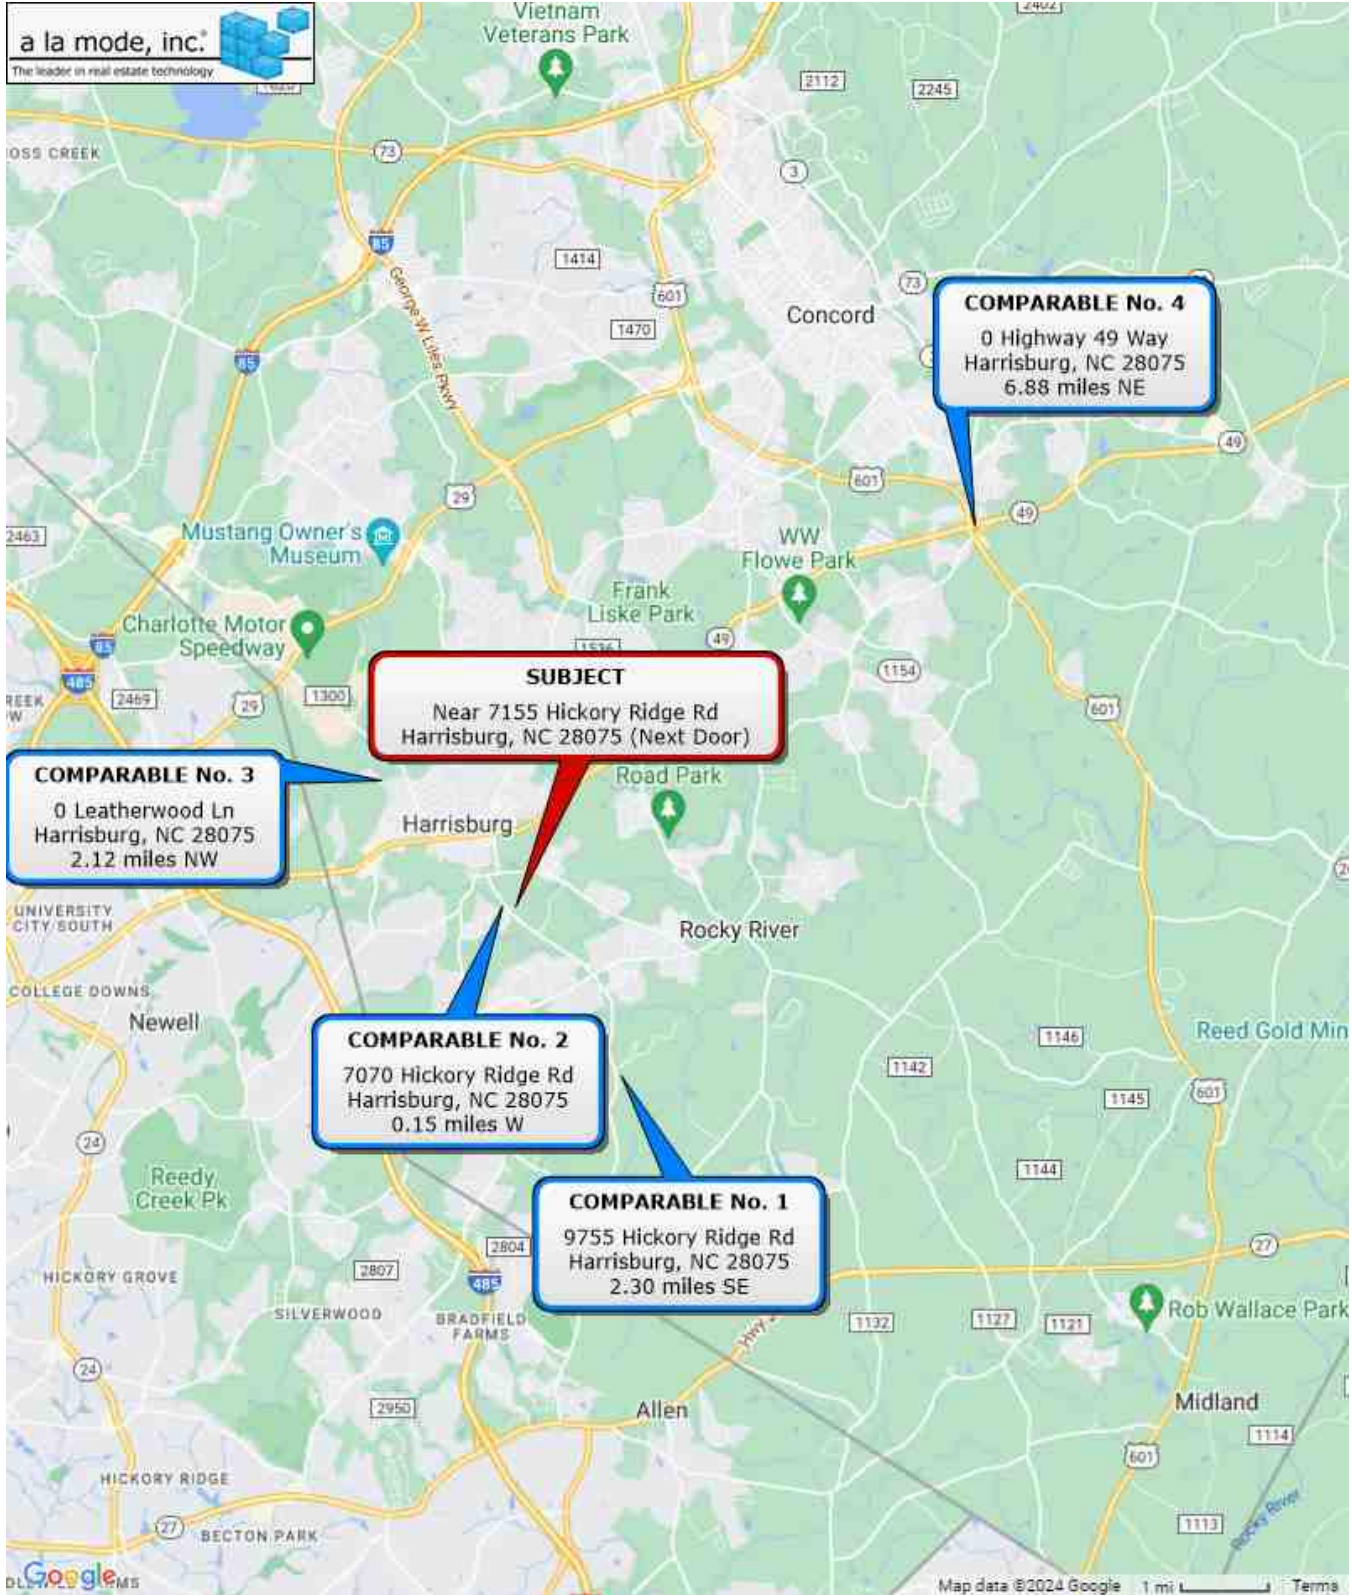 a la mode, inc.®
The leader in real estate technology
Vietnam
Veterans Park
2402
2112
2245
73
3
85
1414
George W Liles Pkwy
601
73
1470
Concord
COMPARABLE No. 4
0 Highway 49 Way
Harrisburg, NC 28075
6.88 miles NE
85
49
601
29
49
2463
Mustang Owner's
Museum
WW
Flowe Park
Frank
Liske Park
Charlotte Motor
Speedway
1536
49
85
485
1154
2469
29
1300
601
SUBJECT
Near 7155 Hickory Ridge Rd
Harrisburg, NC 28075 (Next Door)
COMPARABLE No. 3
0 Leatherwood Ln
Harrisburg, NC 28075
2.12 miles NW
Road Park
Harrisburg
UNIVERSITY
CITY SOUTH
Rocky River
COLLEGE DOWNS
Newell
COMPARABLE No. 2
7070 Hickory Ridge Rd
Harrisburg, NC 28075
0.15 miles W
1146
Reed Gold Min
1142
1145
601
24
1144
Reedy
Creek Pk
COMPARABLE No. 1
9755 Hickory Ridge Rd
Harrisburg, NC 28075
2.30 miles SE
2804
27
2807
HICKORY GROVE
485
SILVERWOOD
BRADFIELD
FARMS
Hwy
1132
1127
1121
Rob Wallace Park
24
2950
Allen
Midland
1114
601
HICKORY RIDGE
27
BECTON PARK
1113
Rocky River
Google
Map data ©2024 Google
1 mi
Terms